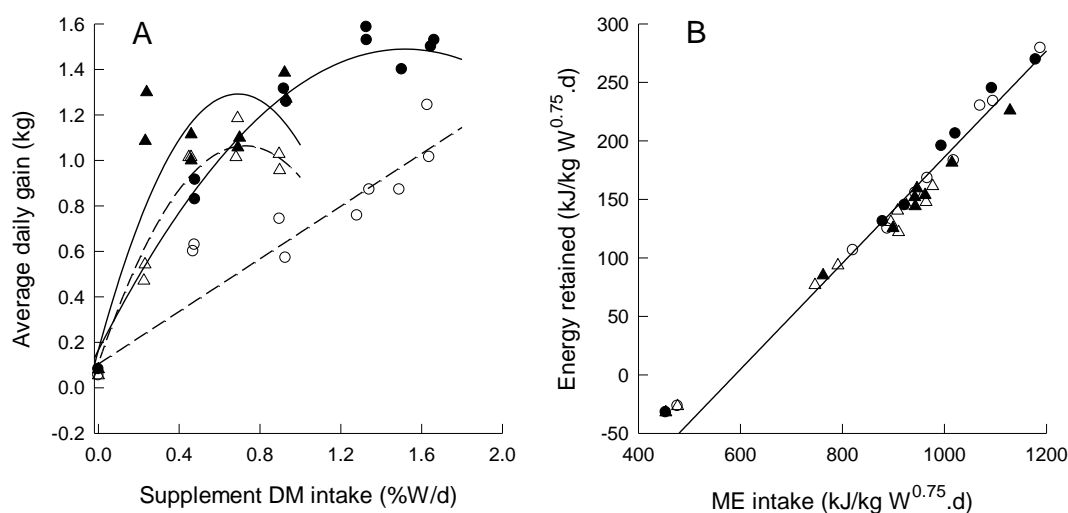 A
1.6
1.4
1.2
1.0
0.8
0.6
0.4
0.2
0.0
-0.2
Average daily gain (kg)
0.0 0.4 0.8 1.2 1.6 2.0
Supplement DM intake (%W/d)
B
300
250
200
150
100
50
0
-50
Energy retained (kJ/kg W0.75.d)
400 600 800 1000 1200
ME intake (kJ/kg W0.75.d)